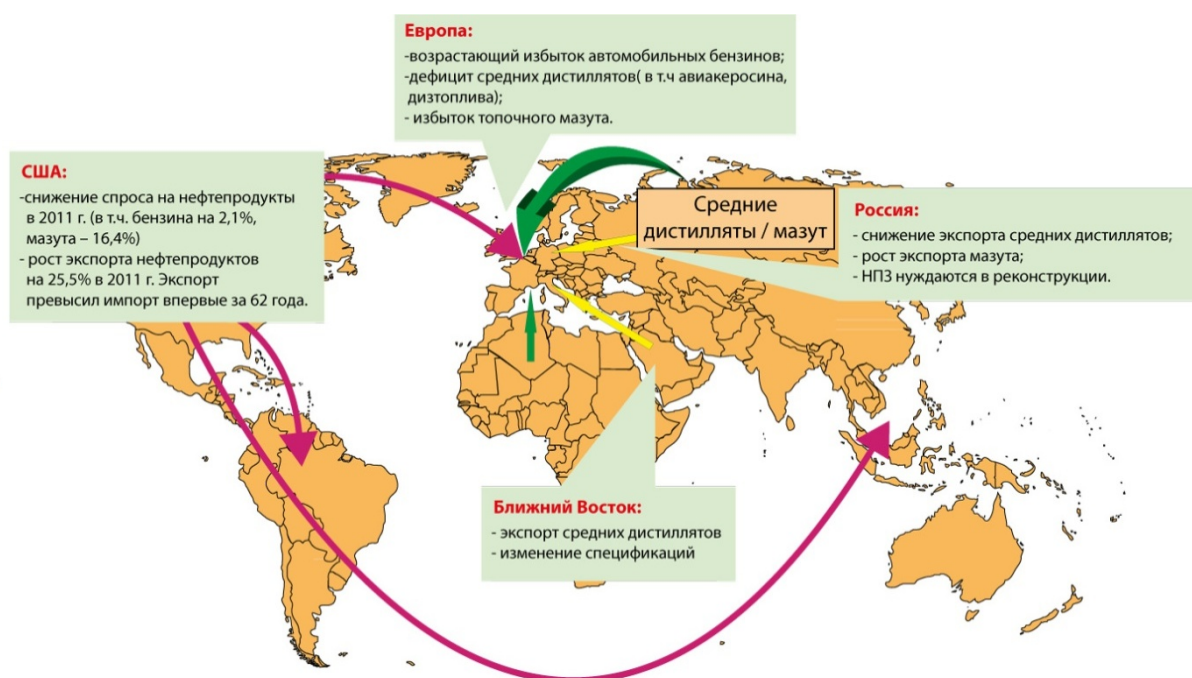 Европа:
-возрастающий избыток автомобильных бензинов;
-дефицит средних дистиллятов( в т.ч авиакеросина,
дизтоплива);
- избыток топочного мазута.
США:
-снижение спроса на нефтепродукты
в 2011 г. (в т.ч. бензина на 2,1%,
мазута – 16,4%)
- рост экспорта нефтепродуктов
на 25,5% в 2011 г. Экспорт
превысил импорт впервые за 62 года.
Средние
дистилляты / мазут
Россия:
- снижение экспорта средних дистиллятов;
- рост экспорта мазута;
- НПЗ нуждаются в реконструкции.
Ближний Восток:
- экспорт средних дистиллятов
- изменение спецификаций